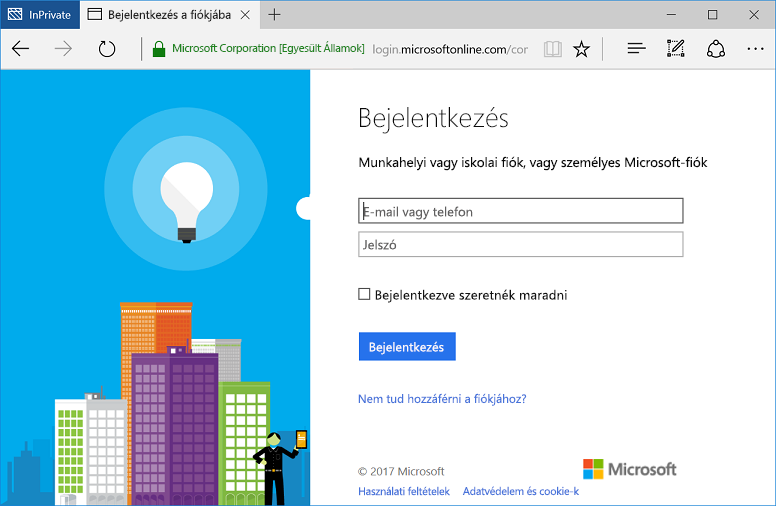 InPrivate
Bejelentkezés a fiókjába
Microsoft Corporation [Egyesült Államok] login.microsoftonline.com/cor
Bejelentkezés
Munkahelyi vagy iskolai fiók, vagy személyes Microsoft-fiók
E-mail vagy telefon
Jelszó
Bejelentkezve szeretnék maradni
Bejelentkezés
Nem tud hozzáférni a fiókjához?
© 2017 Microsoft
Microsoft
Használati feltételek Adatvédelem és cookie-k